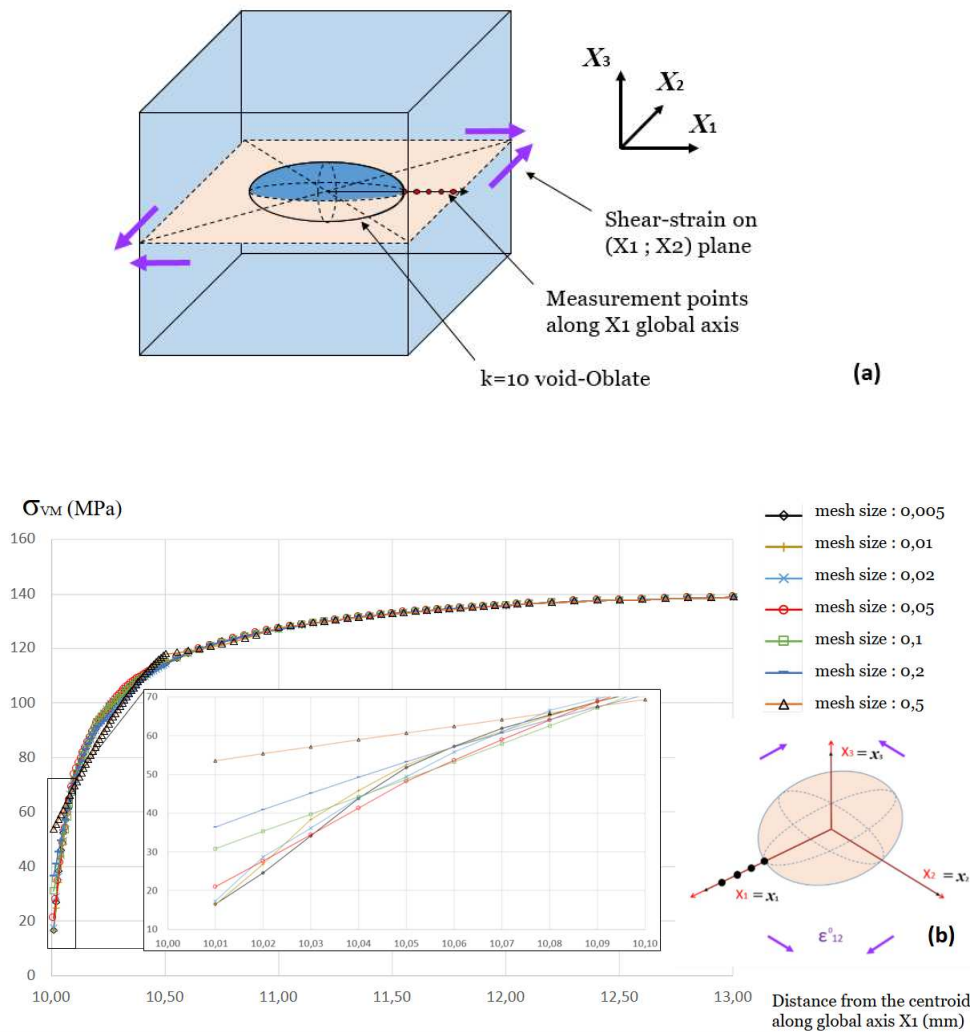 X3
X2
X1
Shear-strain on
(X1 ; X2) plane
Measurement points
along X1 global axis
k=10 void-Oblate
(a)
σVM (MPa)
160
140
120
100
80
60
40
20
0
10,00 10,50 11,00 11,50 12,00 12,50 13,00
70
60
50
40
30
20
10
10,00 10,01 10,02 10,03 10,04 10,05 10,06 10,07 10,08 10,09 10,10
mesh size : 0,005
mesh size : 0,01
mesh size : 0,02
mesh size : 0,05
mesh size : 0,1
mesh size : 0,2
mesh size : 0,5
X3 = x3
X2 = x2
X1 = x1
ε°12
(b)
Distance from the centroid
along global axis X1 (mm)